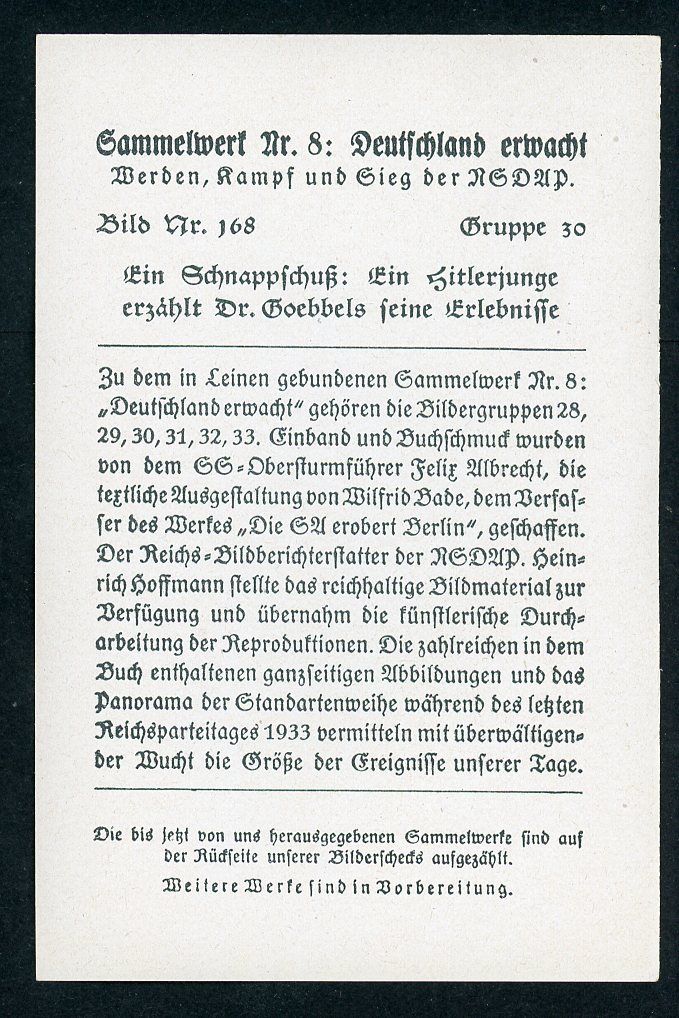 Sammelwerk Nr. 8: Deutschland erwacht
Werden, Kampf und Sieg der NSDAP.
Bild Nr. 168 Gruppe 30
Ein Schnappschuß: Ein Hitlerjunge
erzählt Dr. Goebbels seine Erlebnisse
Zu dem in Leinen gebundenen Sammelwerk Nr. 8:
„Deutschland erwacht“ gehören die Bildergruppen 28,
29, 30, 31, 32, 33. Einband und Buchschmuck wurden
von dem SS-Obersturmführer Felix Albrecht, die
textliche Ausgestaltung von Wilfrid Bade, dem Verfas-
ser des Werkes „Die SA erobert Berlin“, geschaffen.
Der Reichs-Bildberichterstatter der NSDAP. Hein-
rich Hoffmann stellte das reichhaltige Bildmaterial zur
Verfügung und übernahm die künstlerische Durch-
arbeitung der Reproduktionen. Die zahlreichen in dem
Buch enthaltenen ganzseitigen Abbildungen und das
Panorama der Standartenweihe während des letzten
Reichsparteitages 1933 vermitteln mit überwältigen-
der Wucht die Größe der Ereignisse unserer Tage.
Die bis jetzt von uns herausgegebenen Sammelwerke sind auf
der Rückseite unserer Bilderschecks aufgezählt.
Weitere Werke sind in Vorbereitung.